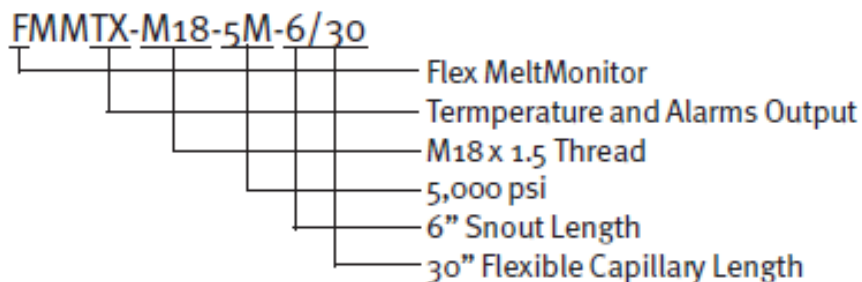 FMMTX-M18-5M-6/30
Flex MeltMonitor
Termperature and Alarms Output
M18 x 1.5 Thread
5,000 psi
6” Snout Length
30” Flexible Capillary Length